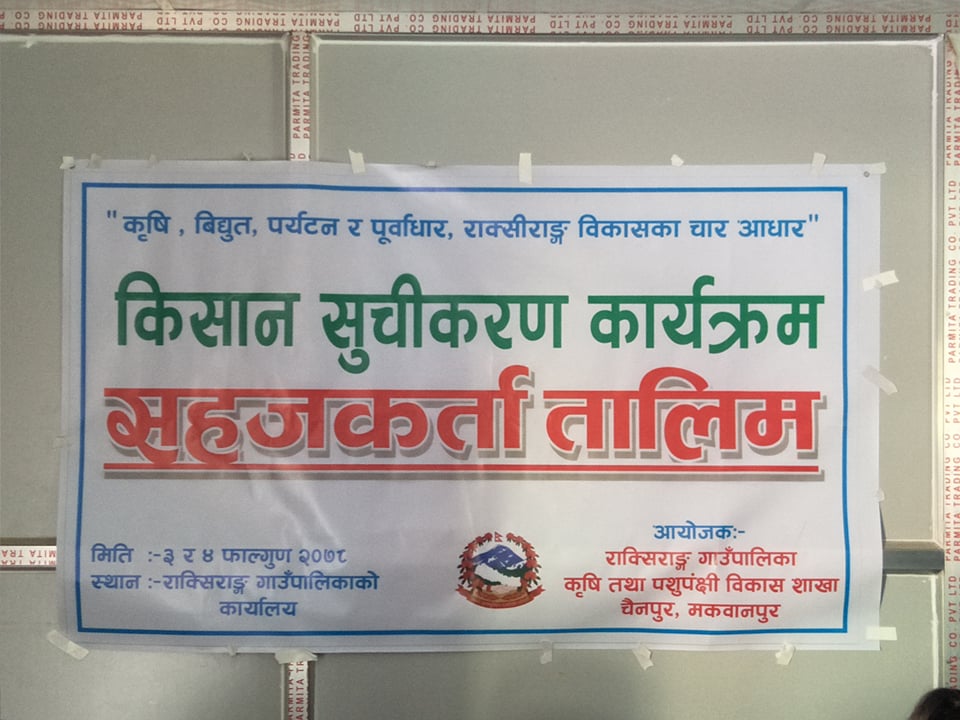 PARMITA TRADING CO PVT LTD
" कृषि , बिद्युत, पर्यटन र पूर्वाधार, राक्सीराङ्ग विकासका चार आधार"
किसान सुचीकरण कार्यक्रम
सहजकर्ता तालिम
मिति :-३ र ४ फाल्गुण २०७८
स्थान :-राक्सिराङ्ग गाउँपालिकाको
कार्यालय
आयोजकः-
राक्सिराङ्ग गाउँपालिका
कृषि तथा पशुपंक्षी विकास शाखा
चैनपुर, मकवानपुर